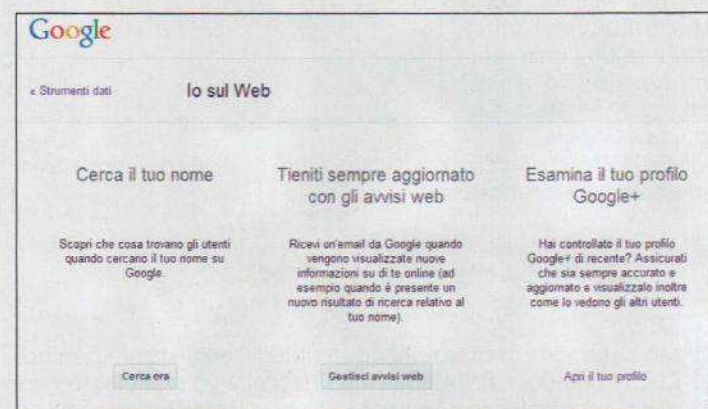 Google
« Strumenti dati
Io sul Web
Cerca il tuo nome
Scopri che cosa trovano gli utenti
quando cercano il tuo nome su
Google.
Cerca ora
Tieniti sempre aggiornato
con gli avvisi web
Ricevi un'email da Google quando
vengono visualizzate nuove
informazioni su di te online (ad
esempio quando è presente un
nuovo risultato di ricerca relativo al
tuo nome).
Gestisci avvisi web
Esamina il tuo profilo
Google+
Hai controllato il tuo profilo
Google+ di recente? Assicurati
che sia sempre accurato e
aggiornato e visualizzalo inoltre
come lo vedono gli altri utenti.
Apri il tuo profilo